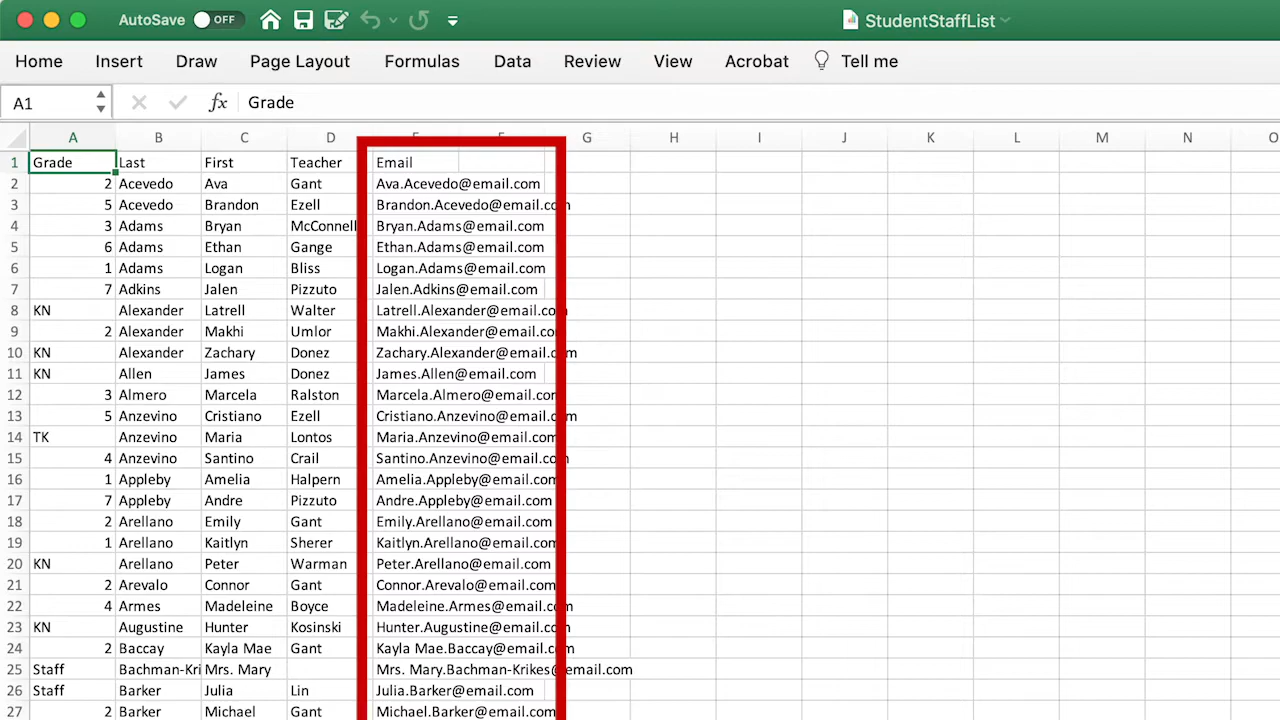 AutoSave OFF StudentStaffList
Home Insert Draw Page Layout Formulas Data Review View Acrobat Tell me
A1 fx Grade
A B C D E F G H I J K L M N O
1 Grade Last First Teacher Email
2 2 Acevedo Ava Gant Ava.Acevedo@email.com
3 5 Acevedo Brandon Ezell Brandon.Acevedo@email.com
4 3 Adams Bryan McConnell Bryan.Adams@email.com
5 6 Adams Ethan Gange Ethan.Adams@email.com
6 1 Adams Logan Bliss Logan.Adams@email.com
7 7 Adkins Jalen Pizzuto Jalen.Adkins@email.com
8 KN Alexander Latrell Walter Latrell.Alexander@email.com
9 2 Alexander Makhi Umlor Makhi.Alexander@email.com
10 KN Alexander Zachary Donez Zachary.Alexander@email.com
11 KN Allen James Donez James.Allen@email.com
12 3 Almero Marcela Ralston Marcela.Almero@email.com
13 5 Anzevino Cristiano Ezell Cristiano.Anzevino@email.com
14 TK Anzevino Maria Lontos Maria.Anzevino@email.com
15 4 Anzevino Santino Crail Santino.Anzevino@email.com
16 1 Appleby Amelia Halpern Amelia.Appleby@email.com
17 7 Appleby Andre Pizzuto Andre.Appleby@email.com
18 2 Arellano Emily Gant Emily.Arellano@email.com
19 1 Arellano Kaitlyn Sherer Kaitlyn.Arellano@email.com
20 KN Arellano Peter Warman Peter.Arellano@email.com
21 2 Arevalo Connor Gant Connor.Arevalo@email.com
22 4 Armes Madeleine Boyce Madeleine.Armes@email.com
23 KN Augustine Hunter Kosinski Hunter.Augustine@email.com
24 2 Baccay Kayla Mae Gant Kayla Mae.Baccay@email.com
25 Staff Bachman-Kri Mrs. Mary Mrs. Mary.Bachman-Krikes@email.com
26 Staff Barker Julia Lin Julia.Barker@email.com
27 2 Barker Michael Gant Michael.Barker@email.com